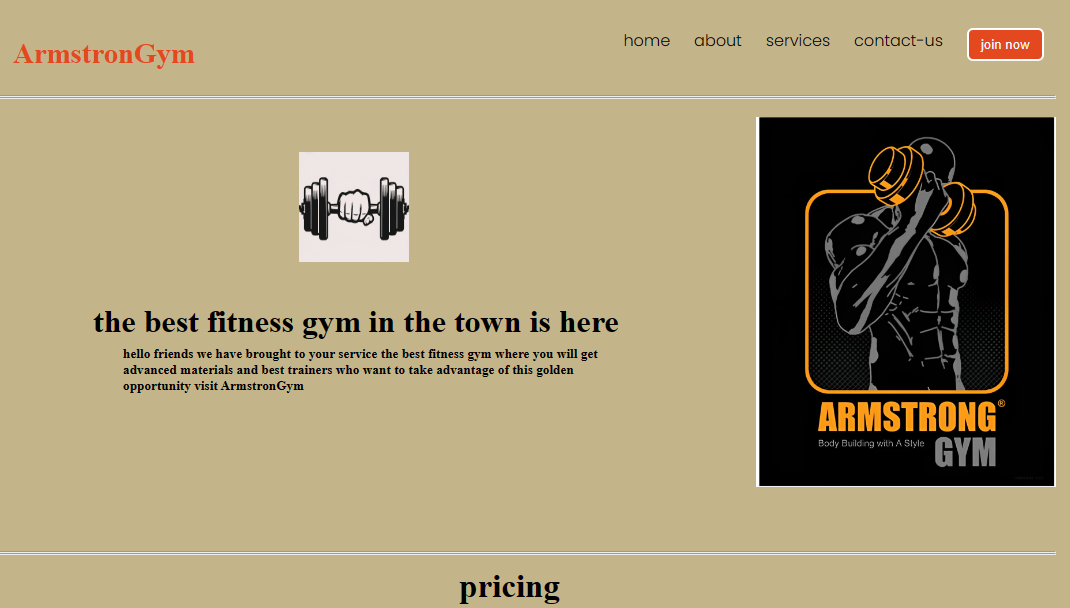 ArmstronGym
home about services contact-us join now
the best fitness gym in the town is here
hello friends we have brought to your service the best fitness gym where you will get
advanced materials and best trainers who want to take advantage of this golden
opportunity visit ArmstronGym
ARMSTRONG®
Body Building with A Style
GYM
pricing